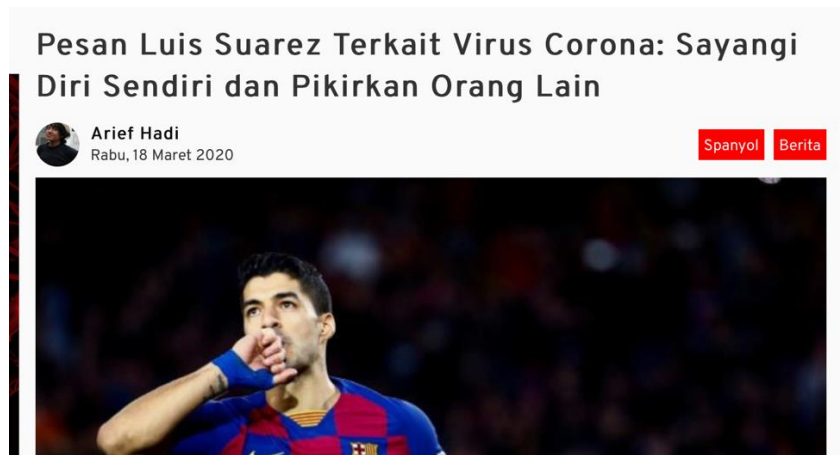 Pesan Luis Suarez Terkait Virus Corona: Sayangi
Diri Sendiri dan Pikirkan Orang Lain
Arief Hadi
Rabu, 18 Maret 2020
Spanyol
Berita